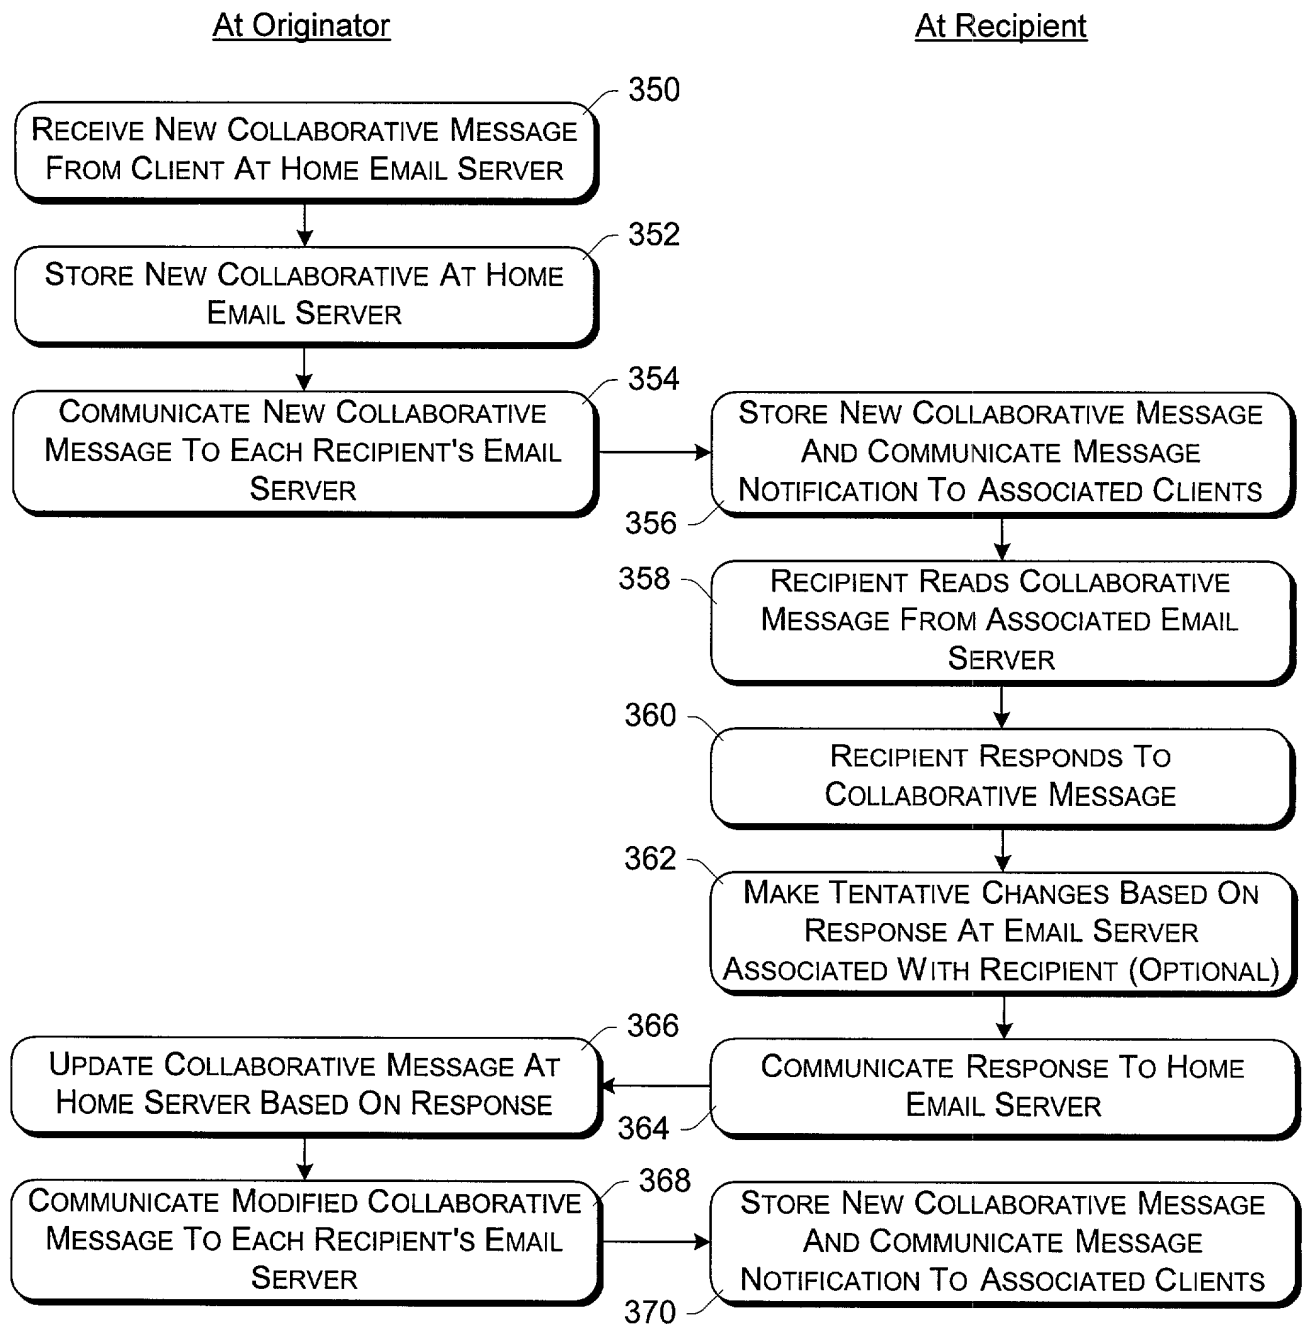 At Originator
At Recipient
350
RECEIVE NEW COLLABORATIVE MESSAGE
FROM CLIENT AT HOME EMAIL SERVER
352
STORE NEW COLLABORATIVE AT HOME
EMAIL SERVER
354
COMMUNICATE NEW COLLABORATIVE
MESSAGE TO EACH RECIPIENT'S EMAIL
SERVER
STORE NEW COLLABORATIVE MESSAGE
AND COMMUNICATE MESSAGE
NOTIFICATION TO ASSOCIATED CLIENTS
356
358
RECIPIENT READS COLLABORATIVE
MESSAGE FROM ASSOCIATED EMAIL
SERVER
360
RECIPIENT RESPONDS TO
COLLABORATIVE MESSAGE
362
MAKE TENTATIVE CHANGES BASED ON
RESPONSE AT EMAIL SERVER
ASSOCIATED WITH RECIPIENT (OPTIONAL)
COMMUNICATE RESPONSE TO HOME
EMAIL SERVER
364
366
UPDATE COLLABORATIVE MESSAGE AT
HOME SERVER BASED ON RESPONSE
368
COMMUNICATE MODIFIED COLLABORATIVE
MESSAGE TO EACH RECIPIENT'S EMAIL
SERVER
STORE NEW COLLABORATIVE MESSAGE
AND COMMUNICATE MESSAGE
NOTIFICATION TO ASSOCIATED CLIENTS
370